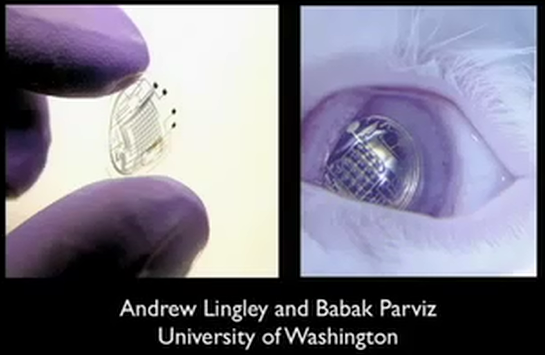 Andrew Lingley and Babak Parviz
University of Washington